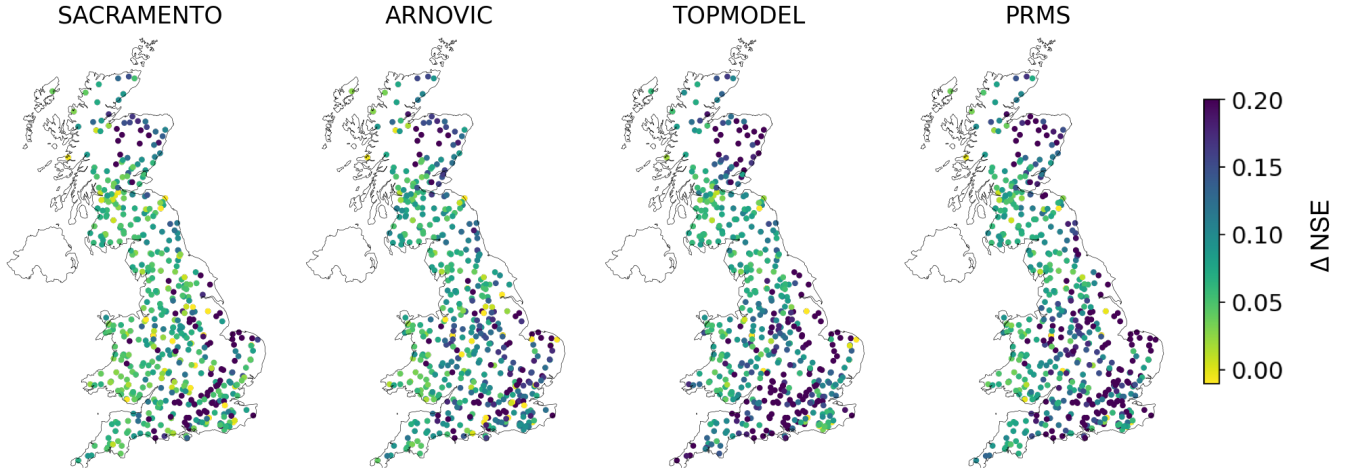 SACRAMENTO
ARNOVIC
TOPMODEL
PRMS
0.20
0.15
0.10
0.05
0.00
Δ NSE